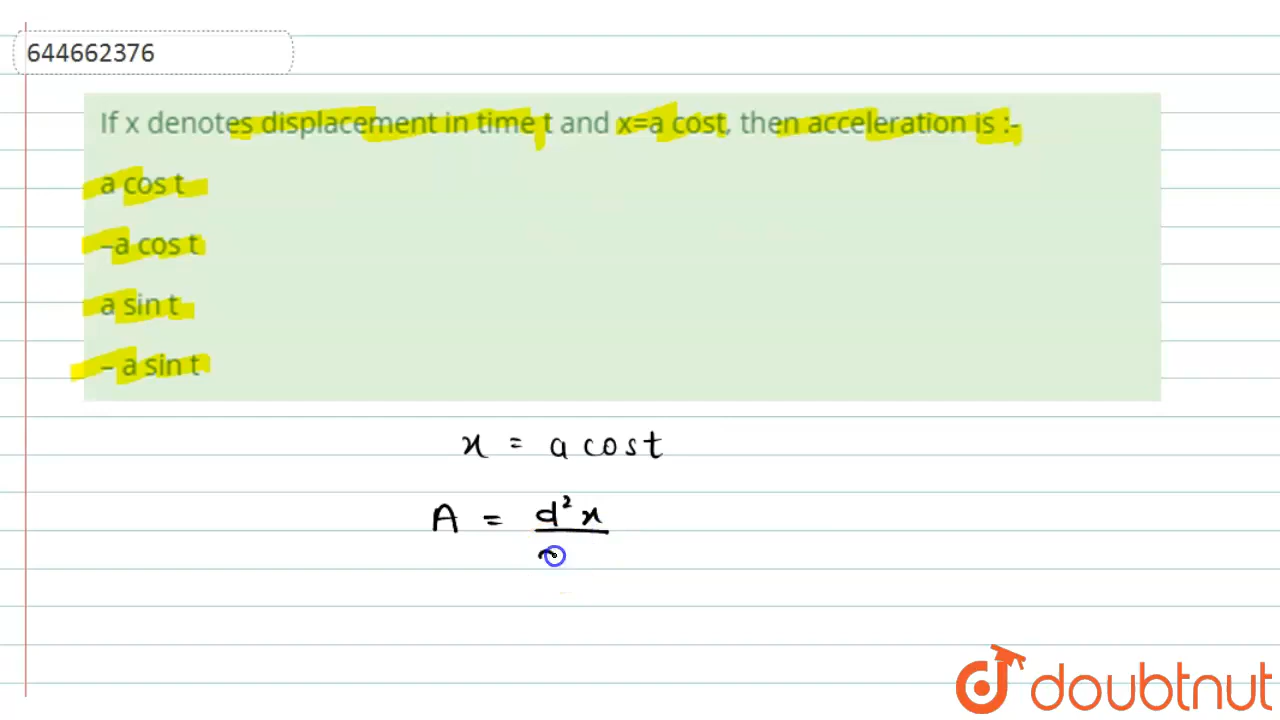 644662376
If x denotes displacement in time t and x=a cost, then acceleration is :-
a cos t
–a cos t
a sin t
– a sin t
x = a cost
A = d²x
doubtnut